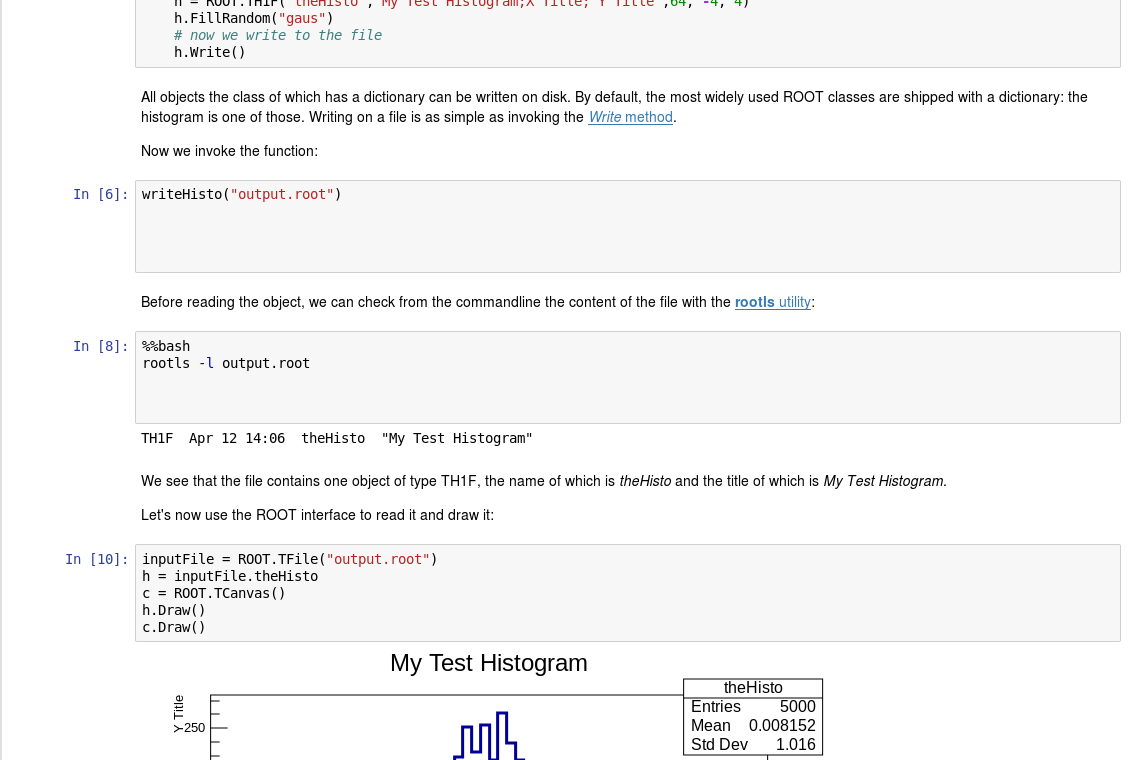 h = ROOT.TH1F("theHisto","My Test Histogram;X Title; Y Title",64, -4, 4)
h.FillRandom("gaus")
# now we write to the file
h.Write()
All objects the class of which has a dictionary can be written on disk. By default, the most widely used ROOT classes are shipped with a dictionary: the
histogram is one of those. Writing on a file is as simple as invoking the Write method.
Now we invoke the function:
In [6]: writeHisto("output.root")
Before reading the object, we can check from the commandline the content of the file with the rootls utility:
In [8]: %%bash
rootls -l output.root
TH1F  Apr 12 14:06  theHisto  "My Test Histogram"
We see that the file contains one object of type TH1F, the name of which is theHisto and the title of which is My Test Histogram.
Let's now use the ROOT interface to read it and draw it:
In [10]: inputFile = ROOT.TFile("output.root")
h = inputFile.theHisto
c = ROOT.TCanvas()
h.Draw()
c.Draw()
My Test Histogram
theHisto
Entries 5000
Mean 0.008152
Std Dev 1.016
Y Title
250